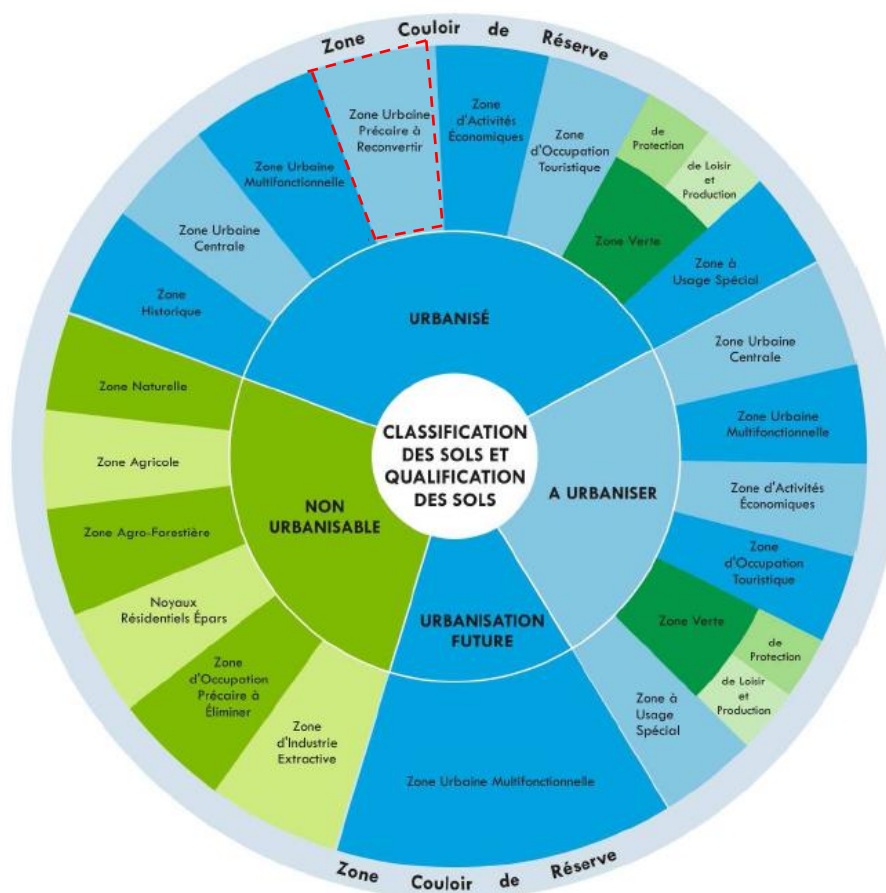 Zone Couloir de Réserve
Zone Urbaine
Précaire à
Reconvertir
Zone
d'Activités
Économiques
Zone
d'Occupation
Touristique
de
Protection
de Loisir
et
Production
Zone Verte
Zone à
Usage Spécial
Zone Urbaine
Multifonctionnelle
Zone Urbaine
Centrale
Zone
Historique
URBANISÉ
Zone Urbaine
Centrale
Zone Urbaine
Multifonctionnelle
Zone d'Activités
Économiques
Zone
d'Occupation
Touristique
Zone Verte
de
Protection
de Loisir
et
Production
Zone à
Usage
Spécial
A URBANISER
CLASSIFICATION
DES SOLS ET
QUALIFICATION
DES SOLS
NON
URBANISABLE
Zone Naturelle
Zone Agricole
Zone Agro-Forestière
Noyaux
Résidentiels Épars
Zone
d'Occupation
Précaire à
Éliminer
Zone
d'Industrie
Extractive
URBANISATION
FUTURE
Zone Urbaine Multifonctionnelle
Zone Couloir de Réserve